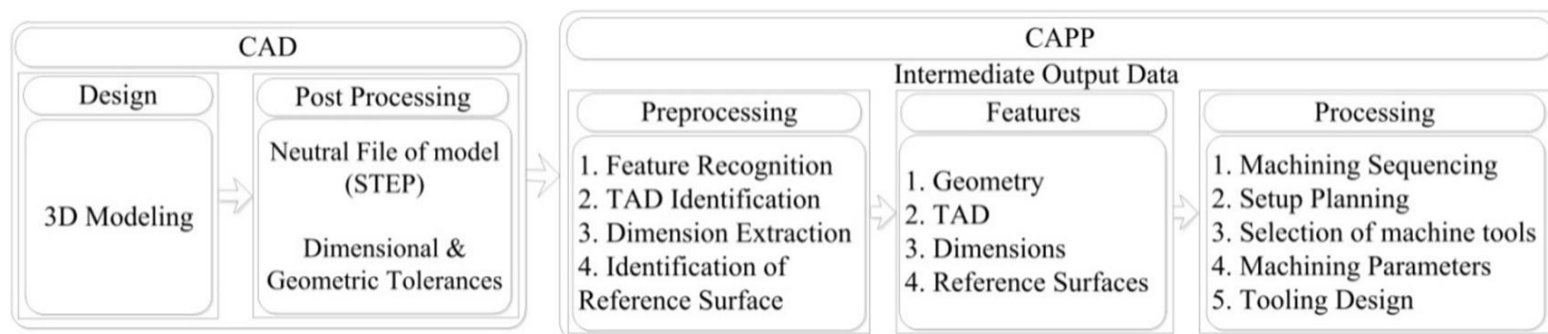 CAD
Design
3D Modeling
Post Processing
Neutral File of model
(STEP)
Dimensional &
Geometric Tolerances
CAPP
Intermediate Output Data
Preprocessing
1. Feature Recognition
2. TAD Identification
3. Dimension Extraction
4. Identification of
Reference Surface
Features
1. Geometry
2. TAD
3. Dimensions
4. Reference Surfaces
Processing
1. Machining Sequencing
2. Setup Planning
3. Selection of machine tools
4. Machining Parameters
5. Tooling Design